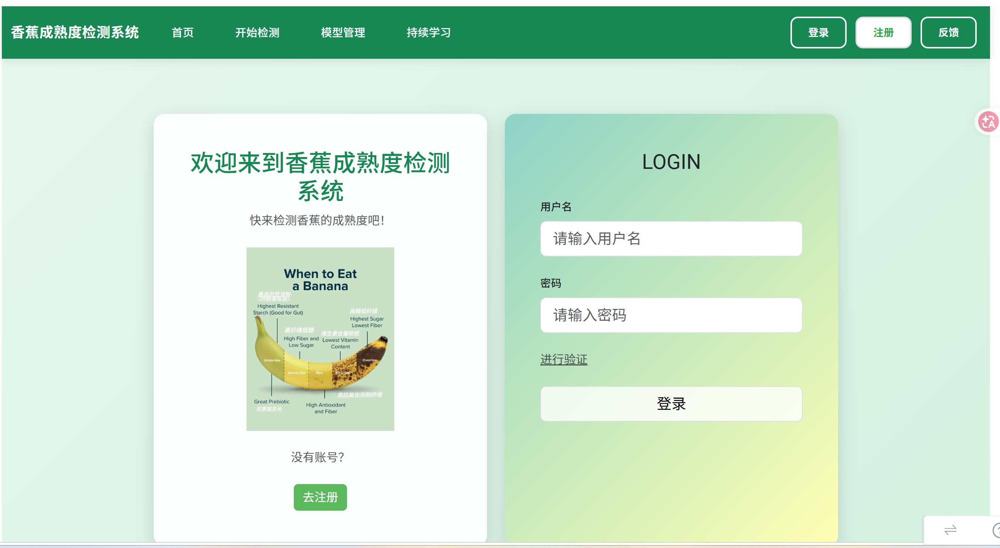 香蕉成熟度检测系统 首页 开始检测 模型管理 持续学习 登录 注册 反馈
欢迎来到香蕉成熟度检测
系统
快来检测香蕉的成熟度吧！
When to Eat
a Banana
最高抗性淀粉
（对肠道有益）
Highest Resistant
Starch (Good for Gut)
高糖低纤维
Highest Sugar
Lowest Fiber
高纤维低糖
High Fiber and
Low Sugar
维生素含量较低
Lowest Vitamin
Content
Underripe
Barely ripe
Ripe
Very ripe
Overripe
Great Prebiotic
优质益生元
高抗氧化剂和纤维
High Antioxidant
and Fiber
没有账号？
去注册
LOGIN
用户名
请输入用户名
密码
请输入密码
进行验证
登录